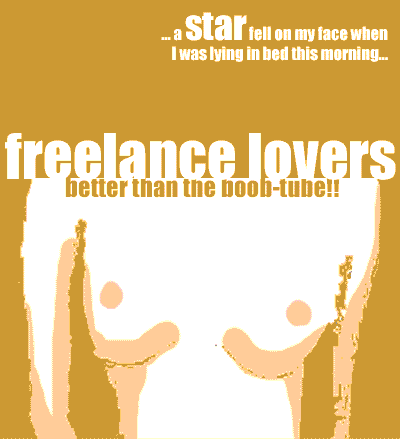 ... a star fell on my face when
I was lying in bed this morning...
freelance lovers
better than the boob-tube!!